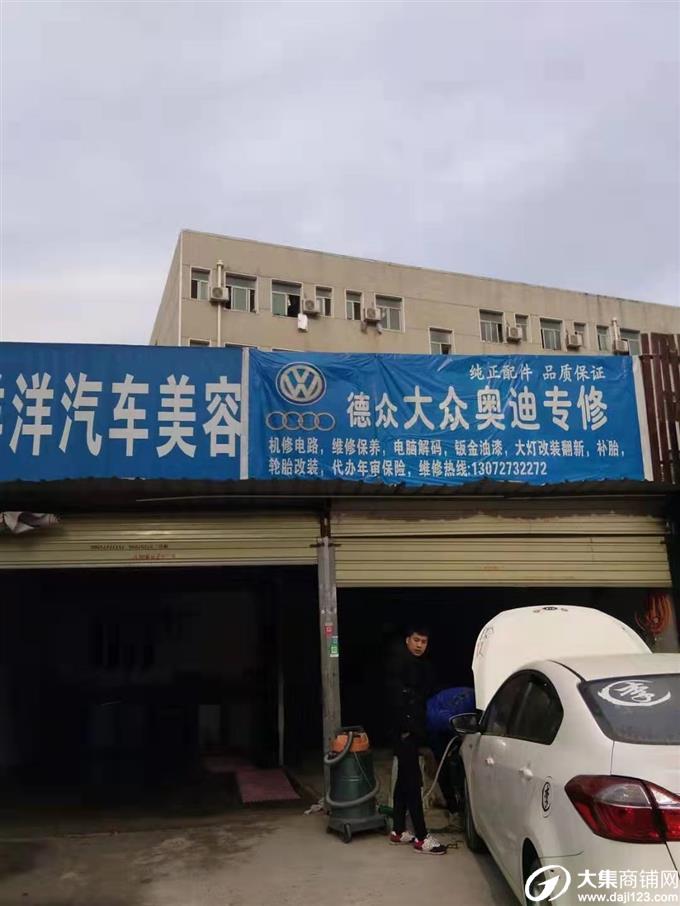 洋汽车美容
纯正配件 品质保证
德众大众奥迪专修
机修电路，维修保养，电脑解码，钣金油漆，大灯改装翻新，补胎，
轮胎改装，代办年审保险，维修热线:13072732272
大集商铺网
www.dajl123.com